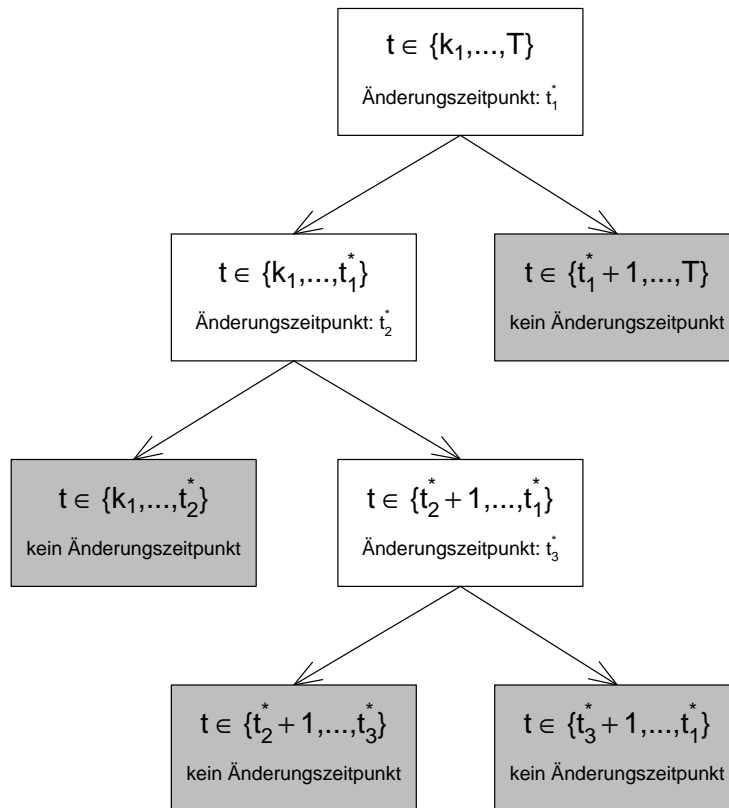 t ∈ {k₁,...,T}
Änderungszeitpunkt: t₁*
t ∈ {k₁,...,t₁*}
Änderungszeitpunkt: t₂*
t ∈ {t₁* + 1,...,T}
kein Änderungszeitpunkt
t ∈ {k₁,...,t₂*}
kein Änderungszeitpunkt
t ∈ {t₂* + 1,...,t₁*}
Änderungszeitpunkt: t₃*
t ∈ {t₂* + 1,...,t₃*}
kein Änderungszeitpunkt
t ∈ {t₃* + 1,...,t₁*}
kein Änderungszeitpunkt